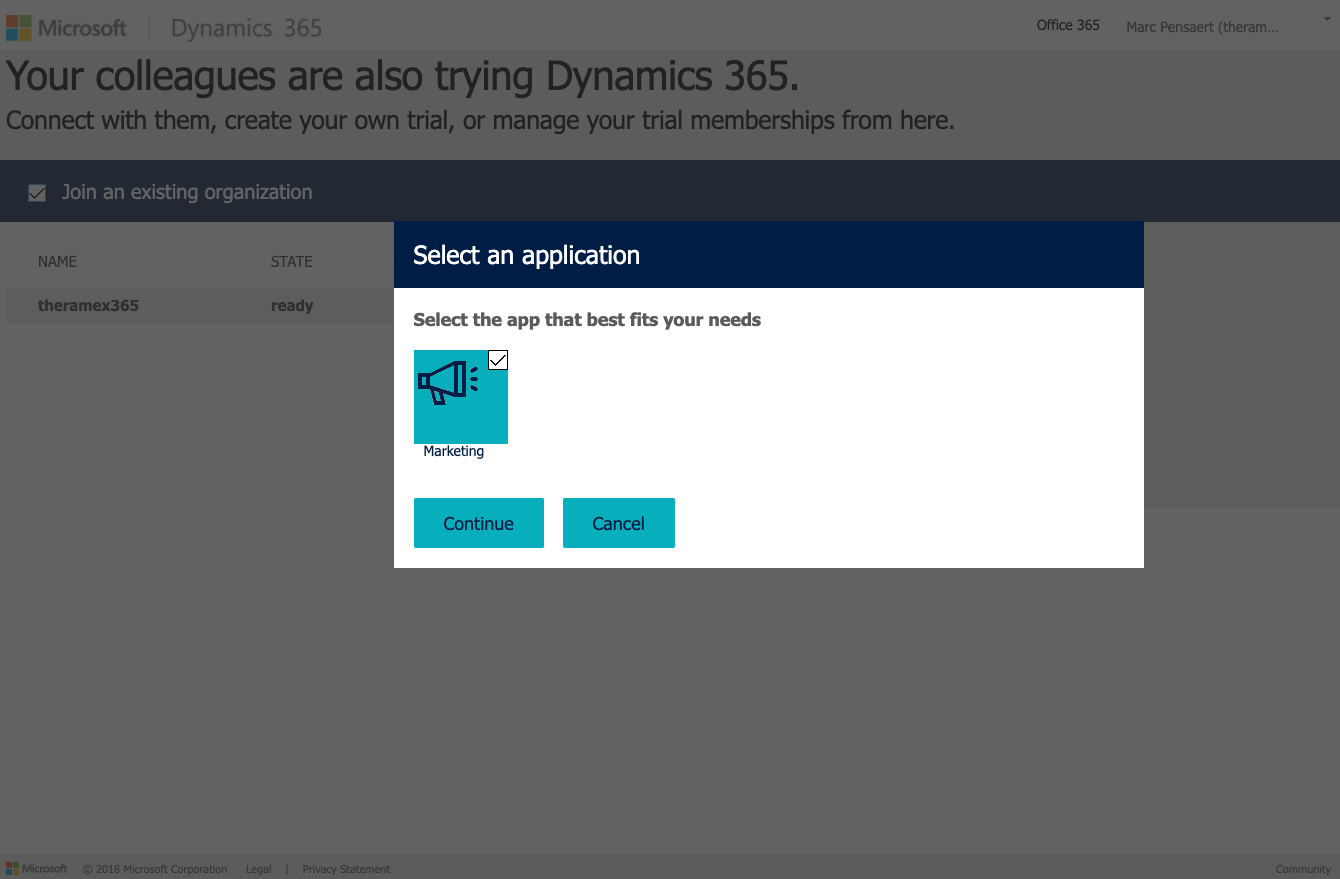 Microsoft | Dynamics 365
Office 365 Marc Pensaert (theram...
Your colleagues are also trying Dynamics 365.
Connect with them, create your own trial, or manage your trial memberships from here.
Join an existing organization
NAME STATE
theramex365 ready
Select an application
Select the app that best fits your needs
Marketing
Continue Cancel
Microsoft © 2018 Microsoft Corporation Legal | Privacy Statement Community